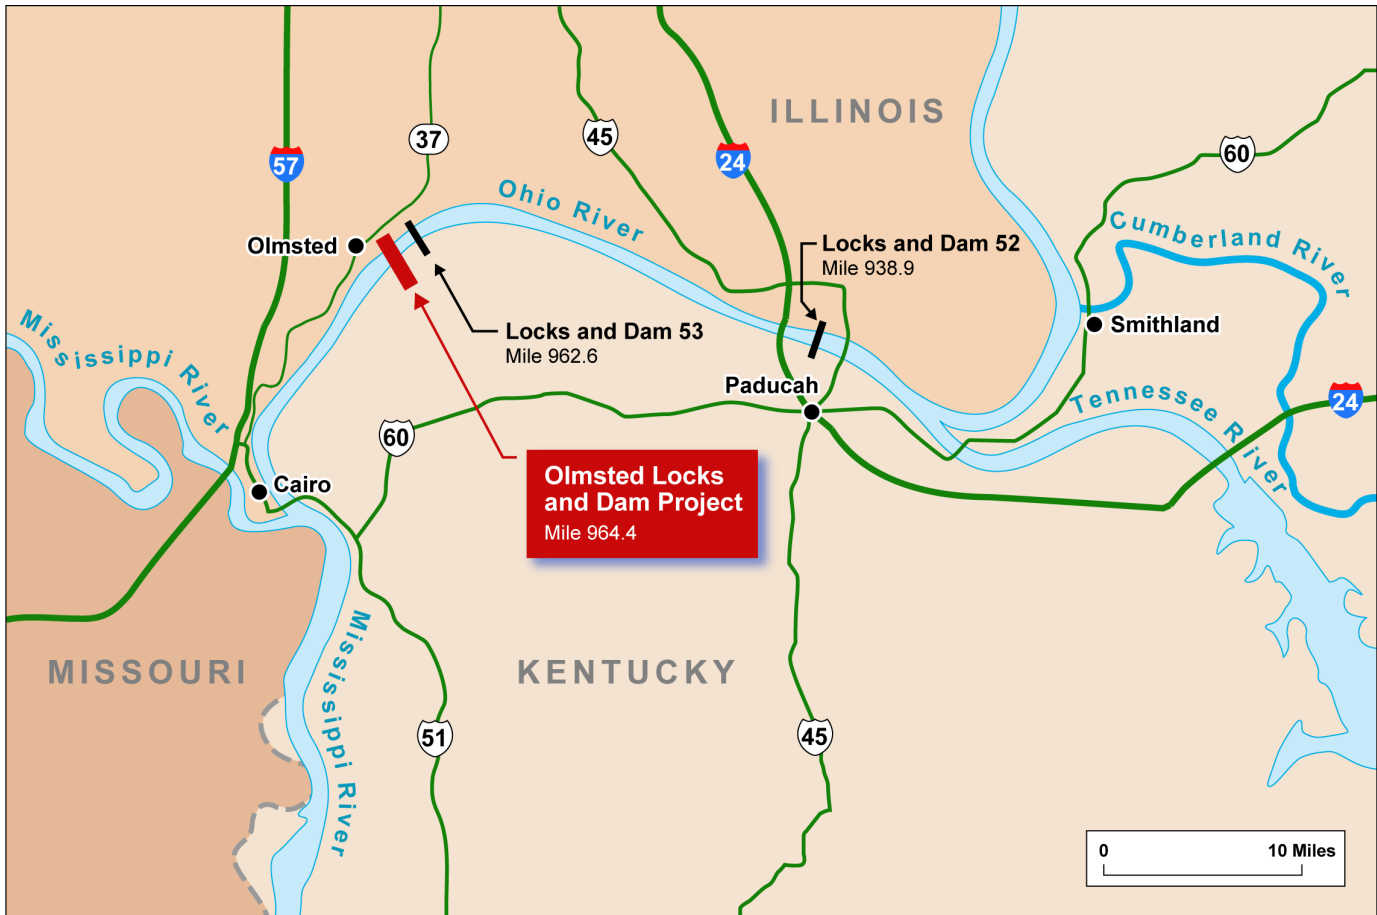 ILLINOIS
37
45
24
57
60
Ohio River
Cumberland River
Olmsted
Locks and Dam 52
Mile 938.9
Mississippi River
Locks and Dam 53
Mile 962.6
Smithland
Paducah
Tennessee River
24
60
Cairo
Olmsted Locks
and Dam Project
Mile 964.4
MISSOURI
Mississippi River
KENTUCKY
51
45
0 10 Miles